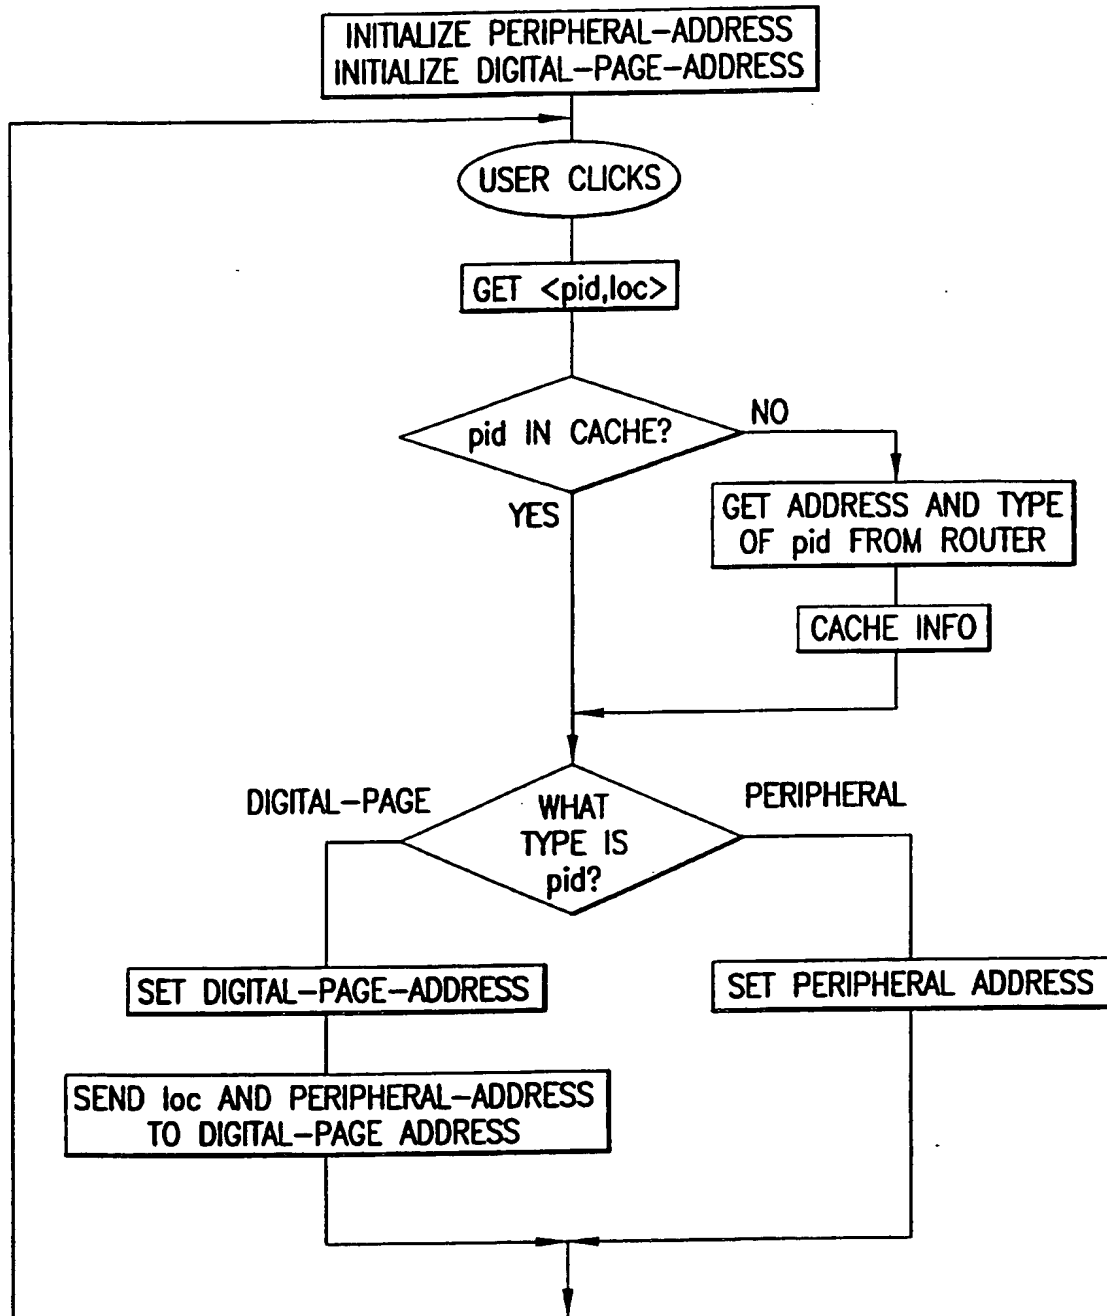 INITIALIZE PERIPHERAL-ADDRESS
INITIALIZE DIGITAL-PAGE-ADDRESS
USER CLICKS
GET <pid,loc>
pid IN CACHE?
NO
YES
GET ADDRESS AND TYPE
OF pid FROM ROUTER
CACHE INFO
DIGITAL-PAGE
WHAT
TYPE IS
pid?
PERIPHERAL
SET DIGITAL-PAGE-ADDRESS
SET PERIPHERAL ADDRESS
SEND loc AND PERIPHERAL-ADDRESS
TO DIGITAL-PAGE ADDRESS